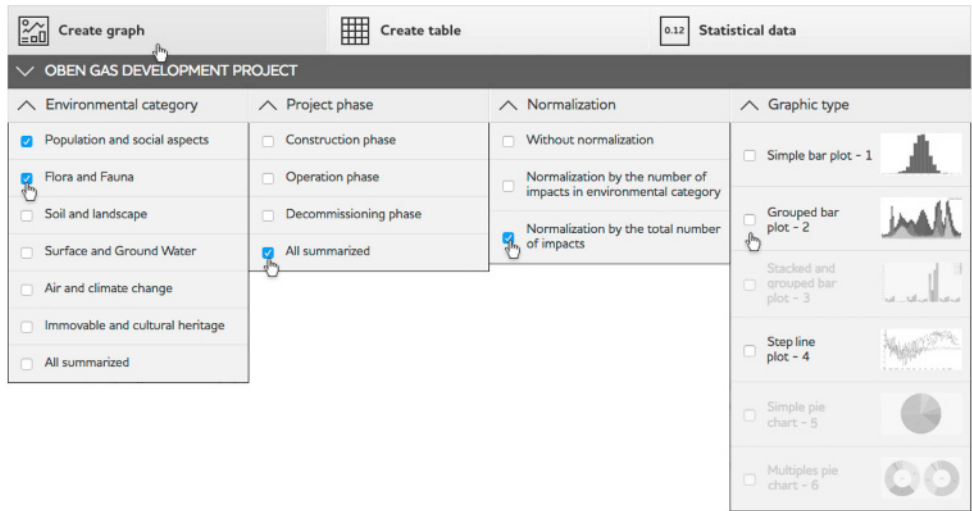 Create graph
Create table
0.12 Statistical data
OBEN GAS DEVELOPMENT PROJECT
Environmental category
Population and social aspects
Flora and Fauna
Soil and landscape
Surface and Ground Water
Air and climate change
Immovable and cultural heritage
All summarized
Project phase
Construction phase
Operation phase
Decommissioning phase
All summarized
Normalization
Without normalization
Normalization by the number of
impacts in environmental category
Normalization by the total number
of impacts
Graphic type
Simple bar plot - 1
Grouped bar
plot - 2
Stacked and
grouped bar
plot - 3
Step line
plot - 4
Simple pie
chart - 5
Multiples pie
chart - 6